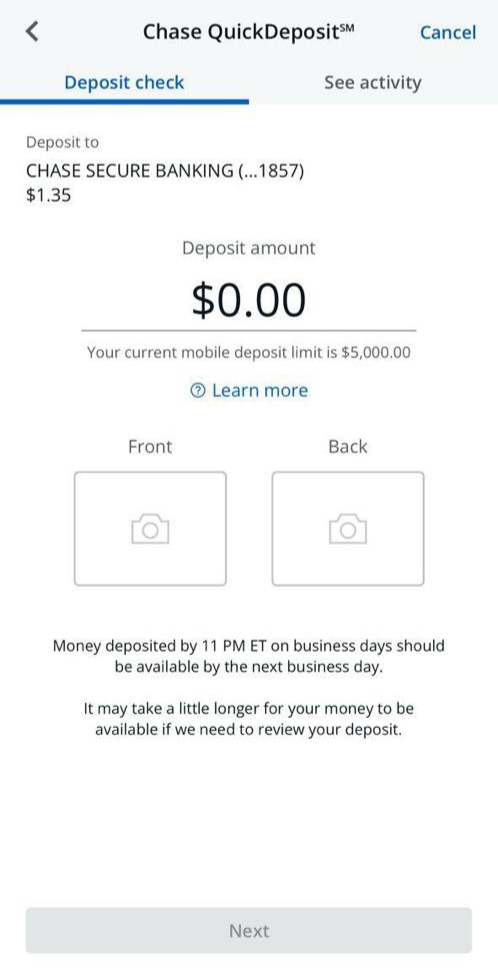 Chase QuickDeposit℠
Cancel
Deposit check
See activity
Deposit to
CHASE SECURE BANKING (...1857)
$1.35
Deposit amount
$0.00
Your current mobile deposit limit is $5,000.00
Learn more
Front
Back
Money deposited by 11 PM ET on business days should
be available by the next business day.
It may take a little longer for your money to be
available if we need to review your deposit.
Next